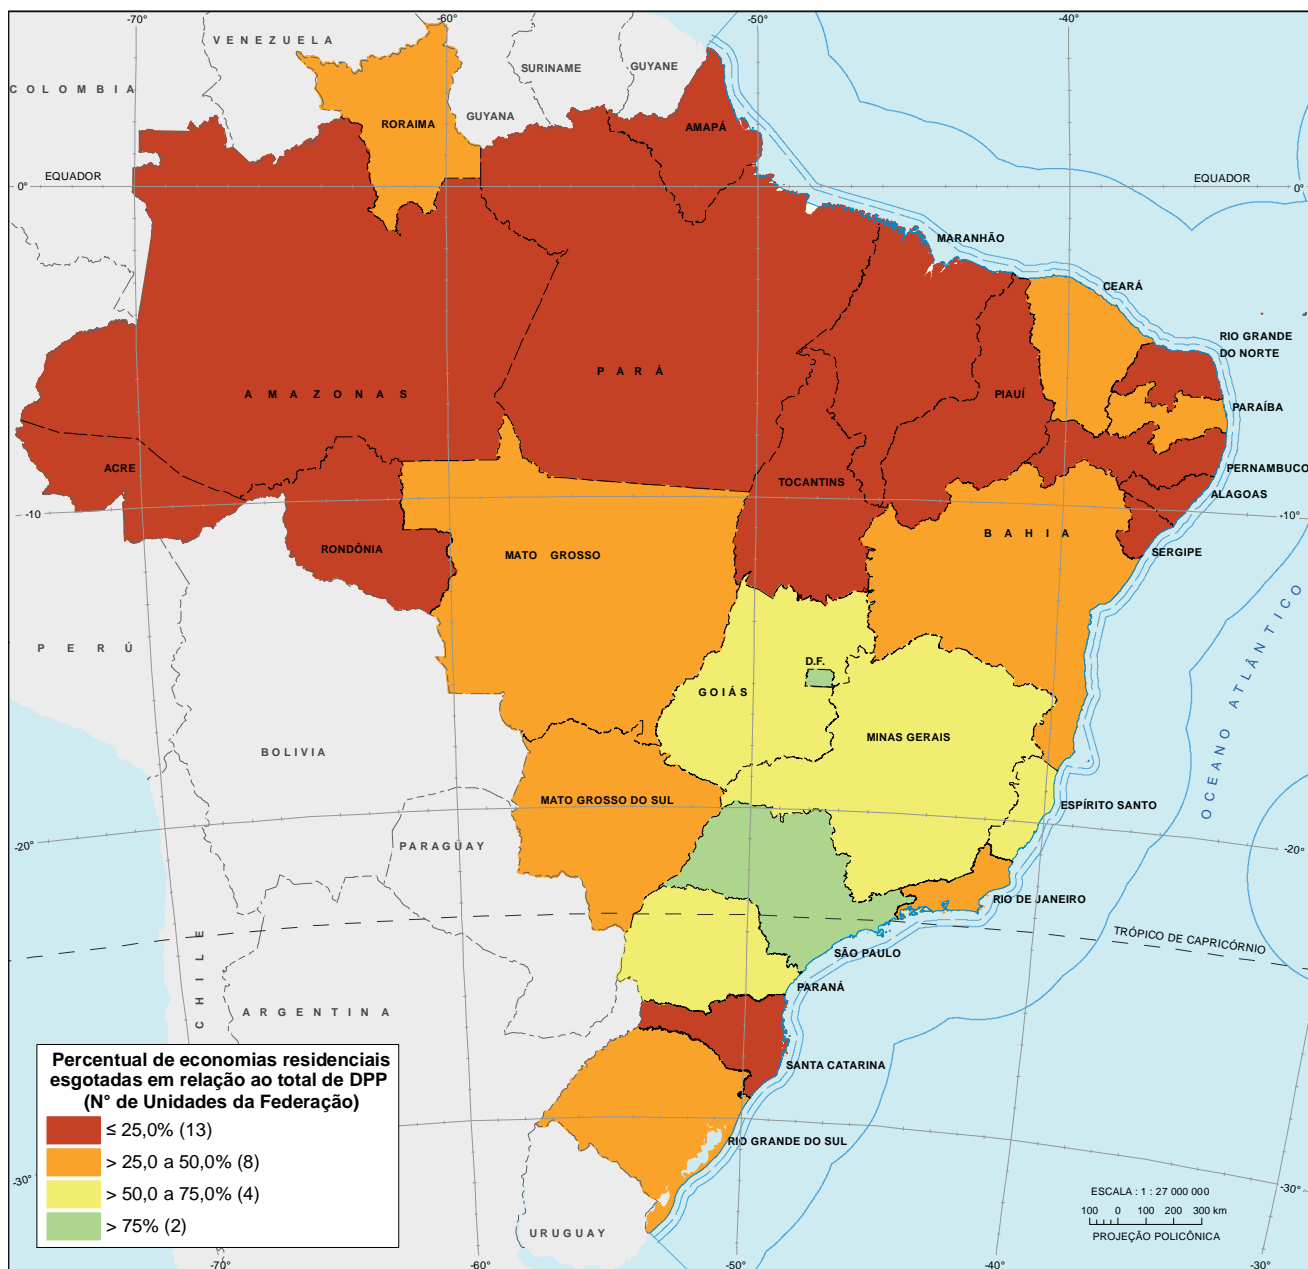 -70°
-60°
-50°
-40°
VENEZUELA
SURINAME
GUYANE
COLOMBIA
GUYANA
RORAIMA
AMAPÁ
EQUADOR
EQUADOR
0°
0°
MARANHÃO
CEARÁ
RIO GRANDE
DO NORTE
PARÁ
AMAZONAS
PIAUÍ
PARAÍBA
ACRE
PERNAMBUCO
TOCANTINS
ALAGOAS
-10°
-10°
BAHIA
RONDÔNIA
MATO GROSSO
SERGIPE
PERÚ
D.F.
GOIÁS
OCEANO ATLÂNTICO
BOLIVIA
MINAS GERAIS
MATO GROSSO DO SUL
ESPÍRITO SANTO
-20°
-20°
PARAGUAY
RIO DE JANEIRO
TRÓPICO DE CAPRICÓRNIO
SÃO PAULO
CHILE
PARANÁ
ARGENTINA
SANTA CATARINA
RIO GRANDE DO SUL
-30°
-30°
URUGUAY
Percentual de economias residenciais
esgotadas em relação ao total de DPP
(N° de Unidades da Federação)
≤ 25,0% (13)
> 25,0 a 50,0% (8)
> 50,0 a 75,0% (4)
> 75% (2)
ESCALA : 1 : 27 000 000
100 0 100 200 300 km
PROJEÇÃO POLICÔNICA
-70°
-60°
-50°
-40°
-30°